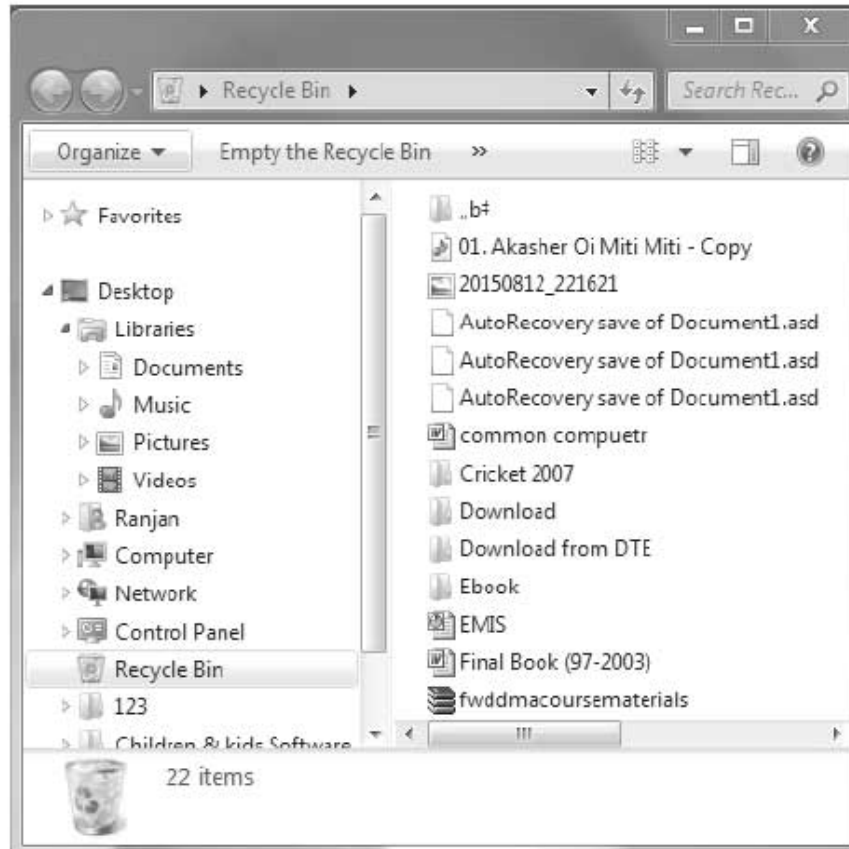 Recycle Bin
Search Rec...
Organize
Empty the Recycle Bin »
Favorites
Desktop
Libraries
Documents
Music
Pictures
Videos
Ranjan
Computer
Network
Control Panel
Recycle Bin
123
Children & kids Software
„b‡
01. Akasher Oi Miti Miti - Copy
20150812_221621
AutoRecovery save of Document1.asd
AutoRecovery save of Document1.asd
AutoRecovery save of Document1.asd
common compuetr
Cricket 2007
Download
Download from DTE
Ebook
EMIS
Final Book (97-2003)
fwddmacoursematerials
22 items